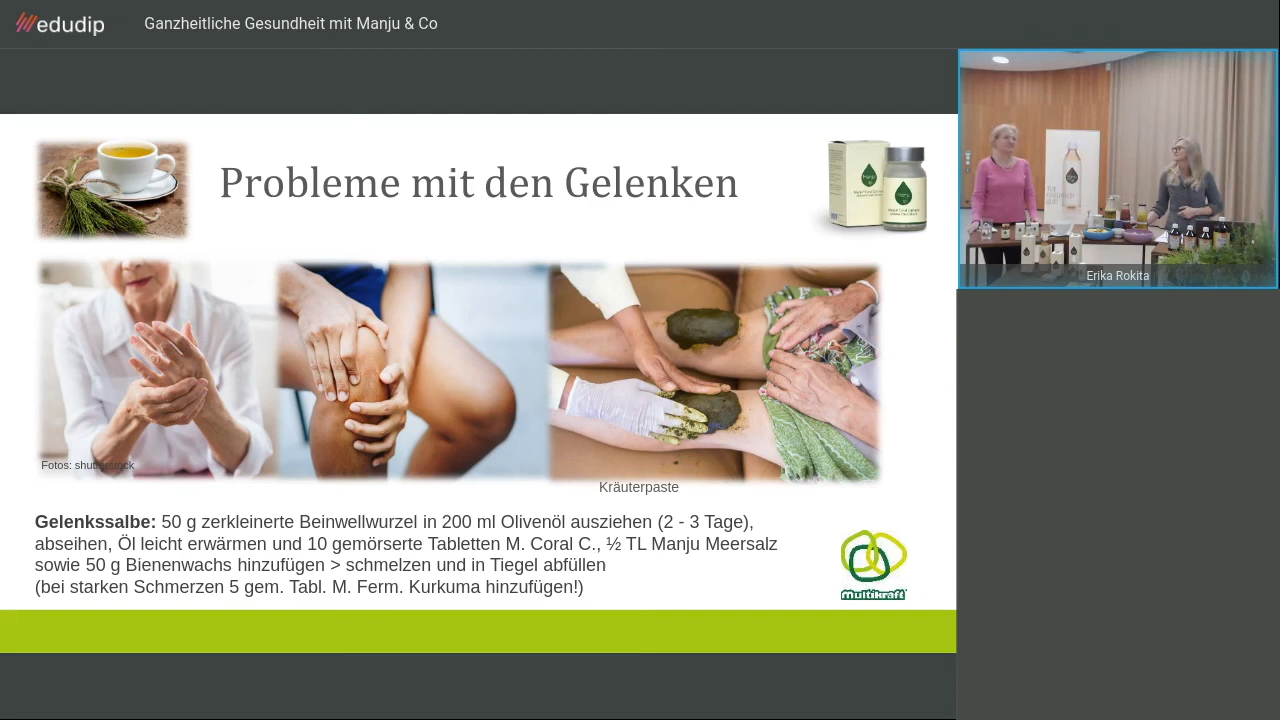 edudip
Ganzheitliche Gesundheit mit Manju & Co
Probleme mit den Gelenken
Manju
Manju
Erika Rokita
Fotos: shutterstock
Kräuterpaste
Gelenkssalbe: 50 g zerkleinerte Beinwellwurzel in 200 ml Olivenöl ausziehen (2 - 3 Tage),
abseihen, Öl leicht erwärmen und 10 gemörserte Tabletten M. Coral C., ½ TL Manju Meersalz
sowie 50 g Bienenwachs hinzufügen > schmelzen und in Tiegel abfüllen
(bei starken Schmerzen 5 gem. Tabl. M. Ferm. Kurkuma hinzufügen!)
multikraft